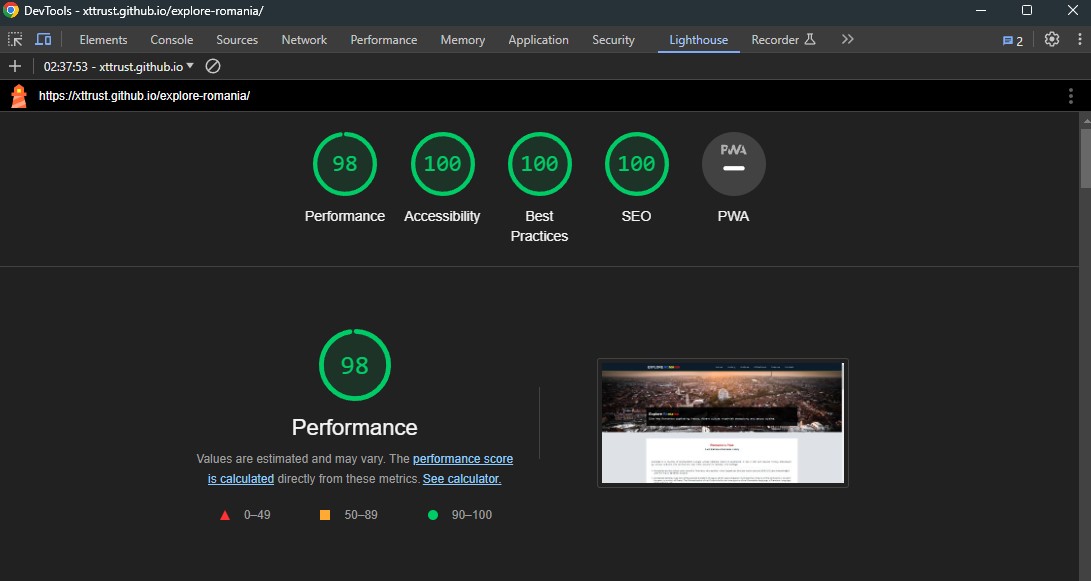 DevTools - xttrust.github.io/explore-romania/
Elements Console Sources Network Performance Memory Application Security Lighthouse Recorder 2
02:37:53 - xttrust.github.io
https://xttrust.github.io/explore-romania/
98 100 100 100 PWA
Performance Accessibility Best Practices SEO PWA
98
Performance
Values are estimated and may vary. The performance score
is calculated directly from these metrics. See calculator.
0–49 50–89 90–100